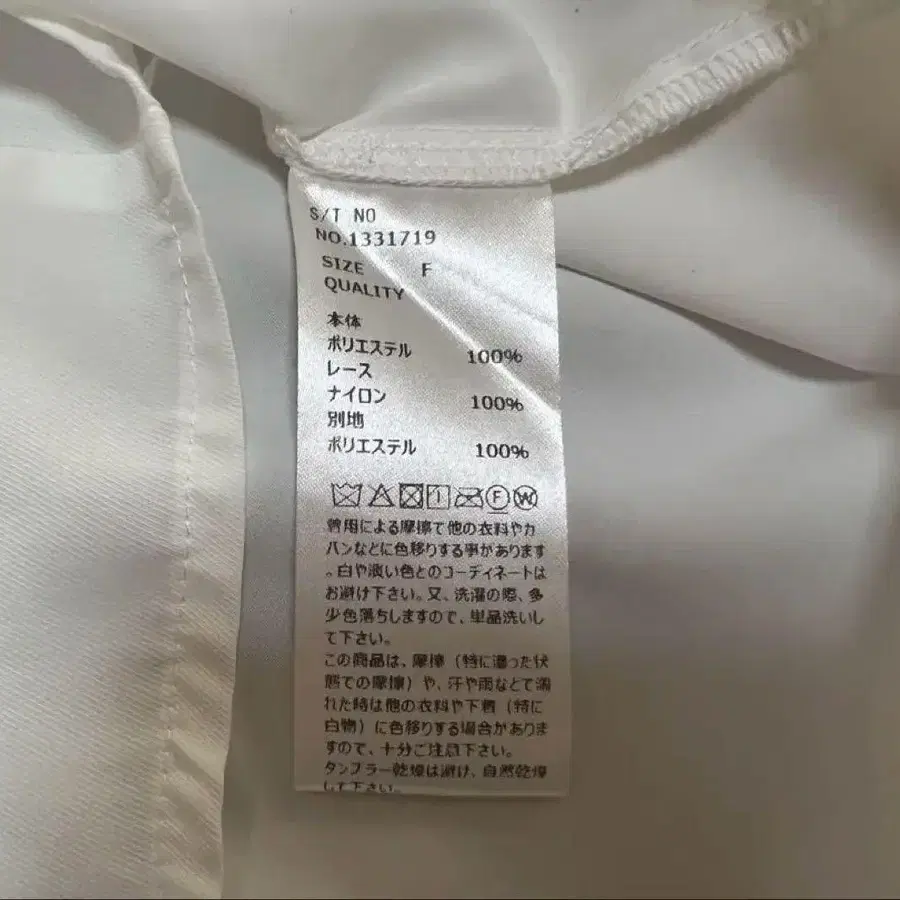 S/T NO
NO.1331719
SIZE F
QUALITY
本体
ポリエステル 100%
レース
ナイロン 100%
別地
ポリエステル 100%
F W
着用による摩擦で他の衣料やカ
バンなどに色移りする事があります
。白や淡い色とのコーディネートは
お避け下さい。又、洗濯の際、多
少色落ちしますので、単品洗いし
て下さい。
この商品は、摩擦（特に湿った状
態での摩擦）や、汗や雨などで濡
れた時は他の衣料や下着（特に
白物）に色移りする場合がありま
すので、十分ご注意下さい。
タンブラー乾燥は避け、自然乾燥
して下さい